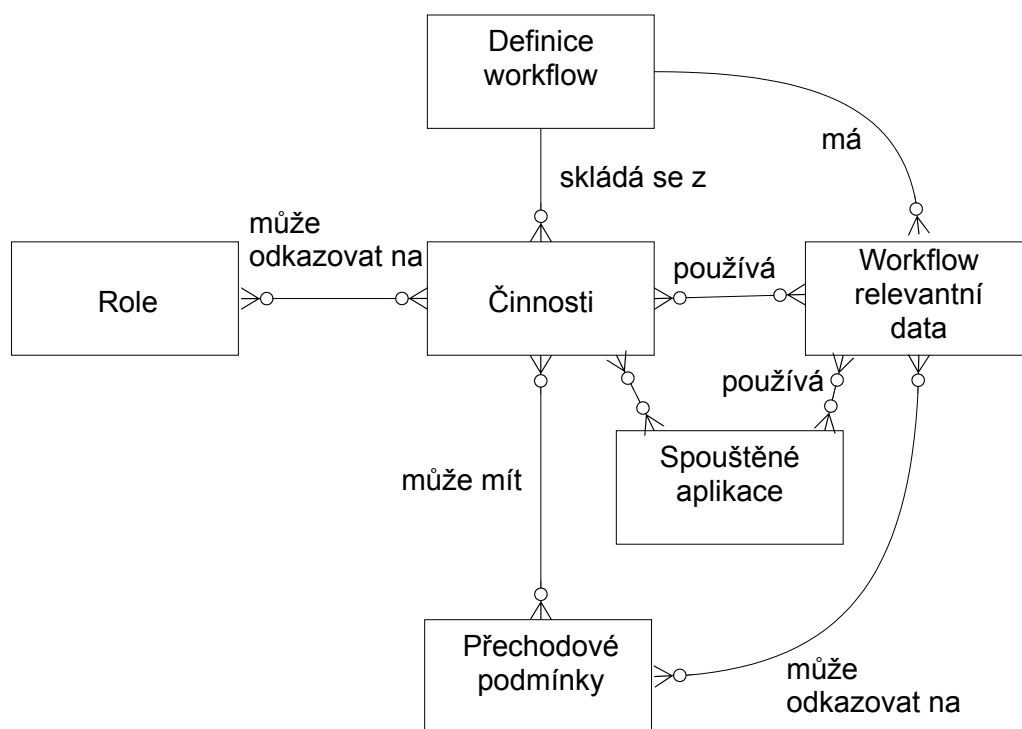 Definice
workflow
má
skládá se z
může
odkazovat na
Role
Činnosti
používá
Workflow
relevantní
data
používá
Spouštěné
aplikace
může mít
Přechodové
podmínky
může
odkazovat na